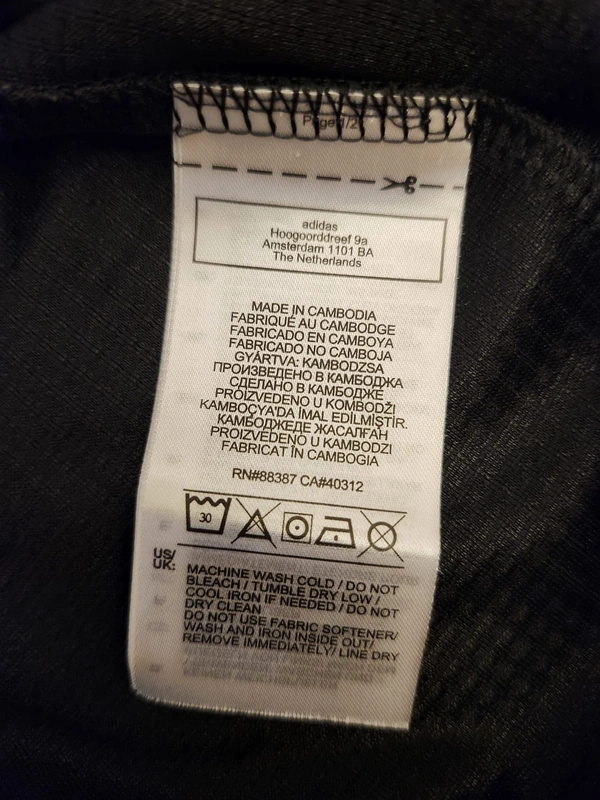 Page 1/2
adidas
Hoogoorddreef 9a
Amsterdam 1101 BA
The Netherlands
MADE IN CAMBODIA
FABRIQUÉ AU CAMBODGE
FABRICADO EN CAMBOYA
FABRICADO NO CAMBOJA
GYÁRTVA: KAMBODZSA
ПРОИЗВЕДЕНО В КАМБОДЖА
СДЕЛАНО В КАМБОДЖЕ
PROIZVEDENO U KOMBODŽI
KAMBOÇYA'DA İMAL EDİLMİŞTİR.
КАМБОДЖЕДЕ ЖАСАЛҒАН
PROIZVEDENO U KAMBODZI
FABRICAT ÎN CAMBOGIA
RN#88387 CA#40312
30
US/
UK:
MACHINE WASH COLD / DO NOT
BLEACH / TUMBLE DRY LOW /
COOL IRON IF NEEDED / DO NOT
DRY CLEAN
DO NOT USE FABRIC SOFTENER/
WASH AND IRON INSIDE OUT/
REMOVE IMMEDIATELY/ LINE DRY